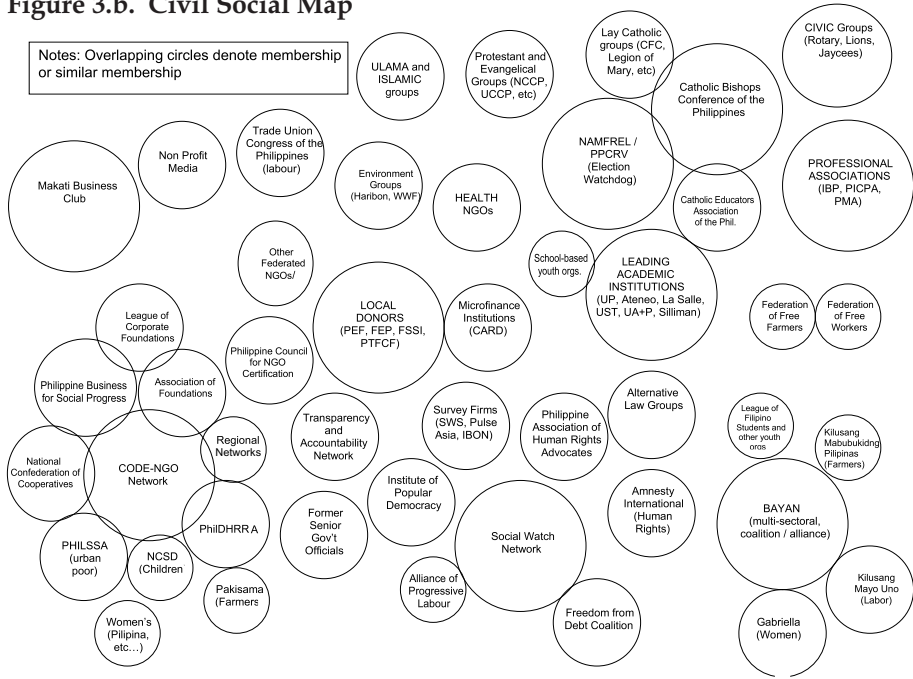 Figure 3.b.  Civil Social Map
Notes: Overlapping circles denote membership
or similar membership
ULAMA and
ISLAMIC
groups
Protestant and
Evangelical
Groups (NCCP,
UCCP, etc)
Lay Catholic
groups (CFC,
Legion of
Mary, etc)
Catholic Bishops
Conference of the
Philippines
CIVIC Groups
(Rotary, Lions,
Jaycees)
Makati Business
Club
Non Profit
Media
Trade Union
Congress of the
Philippines
(labour)
Environment
Groups
(Haribon, WWF)
HEALTH
NGOs
NAMFREL /
PPCRV
(Election
Watchdog)
Catholic Educators
Association
of the Phil.
PROFESSIONAL
ASSOCIATIONS
(IBP, PICPA,
PMA)
Other
Federated
NGOs/
School-based
youth orgs.
LEADING
ACADEMIC
INSTITUTIONS
(UP, Ateneo, La Salle,
UST, UA+P, Silliman)
League of
Corporate
Foundations
LOCAL
DONORS
(PEF, FEP, FSSI,
PTFCF)
Microfinance
Institutions
(CARD)
Federation
of Free
Farmers
Federation
of Free
Workers
Philippine Business
for Social Progress
Association of
Foundations
Philippine Council
for NGO
Certification
Transparency
and
Accountability
Network
Survey Firms
(SWS, Pulse
Asia, IBON)
Philippine
Association of
Human Rights
Advocates
Alternative
Law Groups
League of
Filipino
Students and
other youth
orgs
Kilusang
Mabubukidng
Pilipinas
(Farmers)
National
Confederation of
Cooperatives
CODE-NGO
Network
Regional
Networks
PhilDHRRA
Former
Senior
Gov't
Officials
Institute of
Popular
Democracy
Social Watch
Network
Amnesty
International
(Human
Rights)
BAYAN
(multi-sectoral,
coalition / alliance)
PHILSSA
(urban
poor)
NCSD
(Children
Pakisama
(Farmers
Women's
(Pilipina,
etc…)
Alliance of
Progressive
Labour
Freedom from
Debt Coalition
Gabriella
(Women)
Kilusang
Mayo Uno
(Labor)